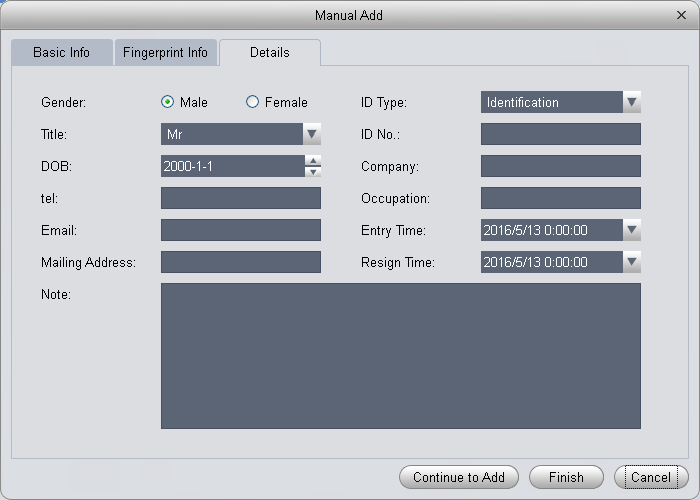 Manual Add
Basic Info Fingerprint Info Details
Gender: Male Female ID Type: Identification
Title: Mr ID No.:
DOB: 2000-1-1 Company:
tel: Occupation:
Email: Entry Time: 2016/5/13 0:00:00
Mailing Address: Resign Time: 2016/5/13 0:00:00
Note:
Continue to Add Finish Cancel